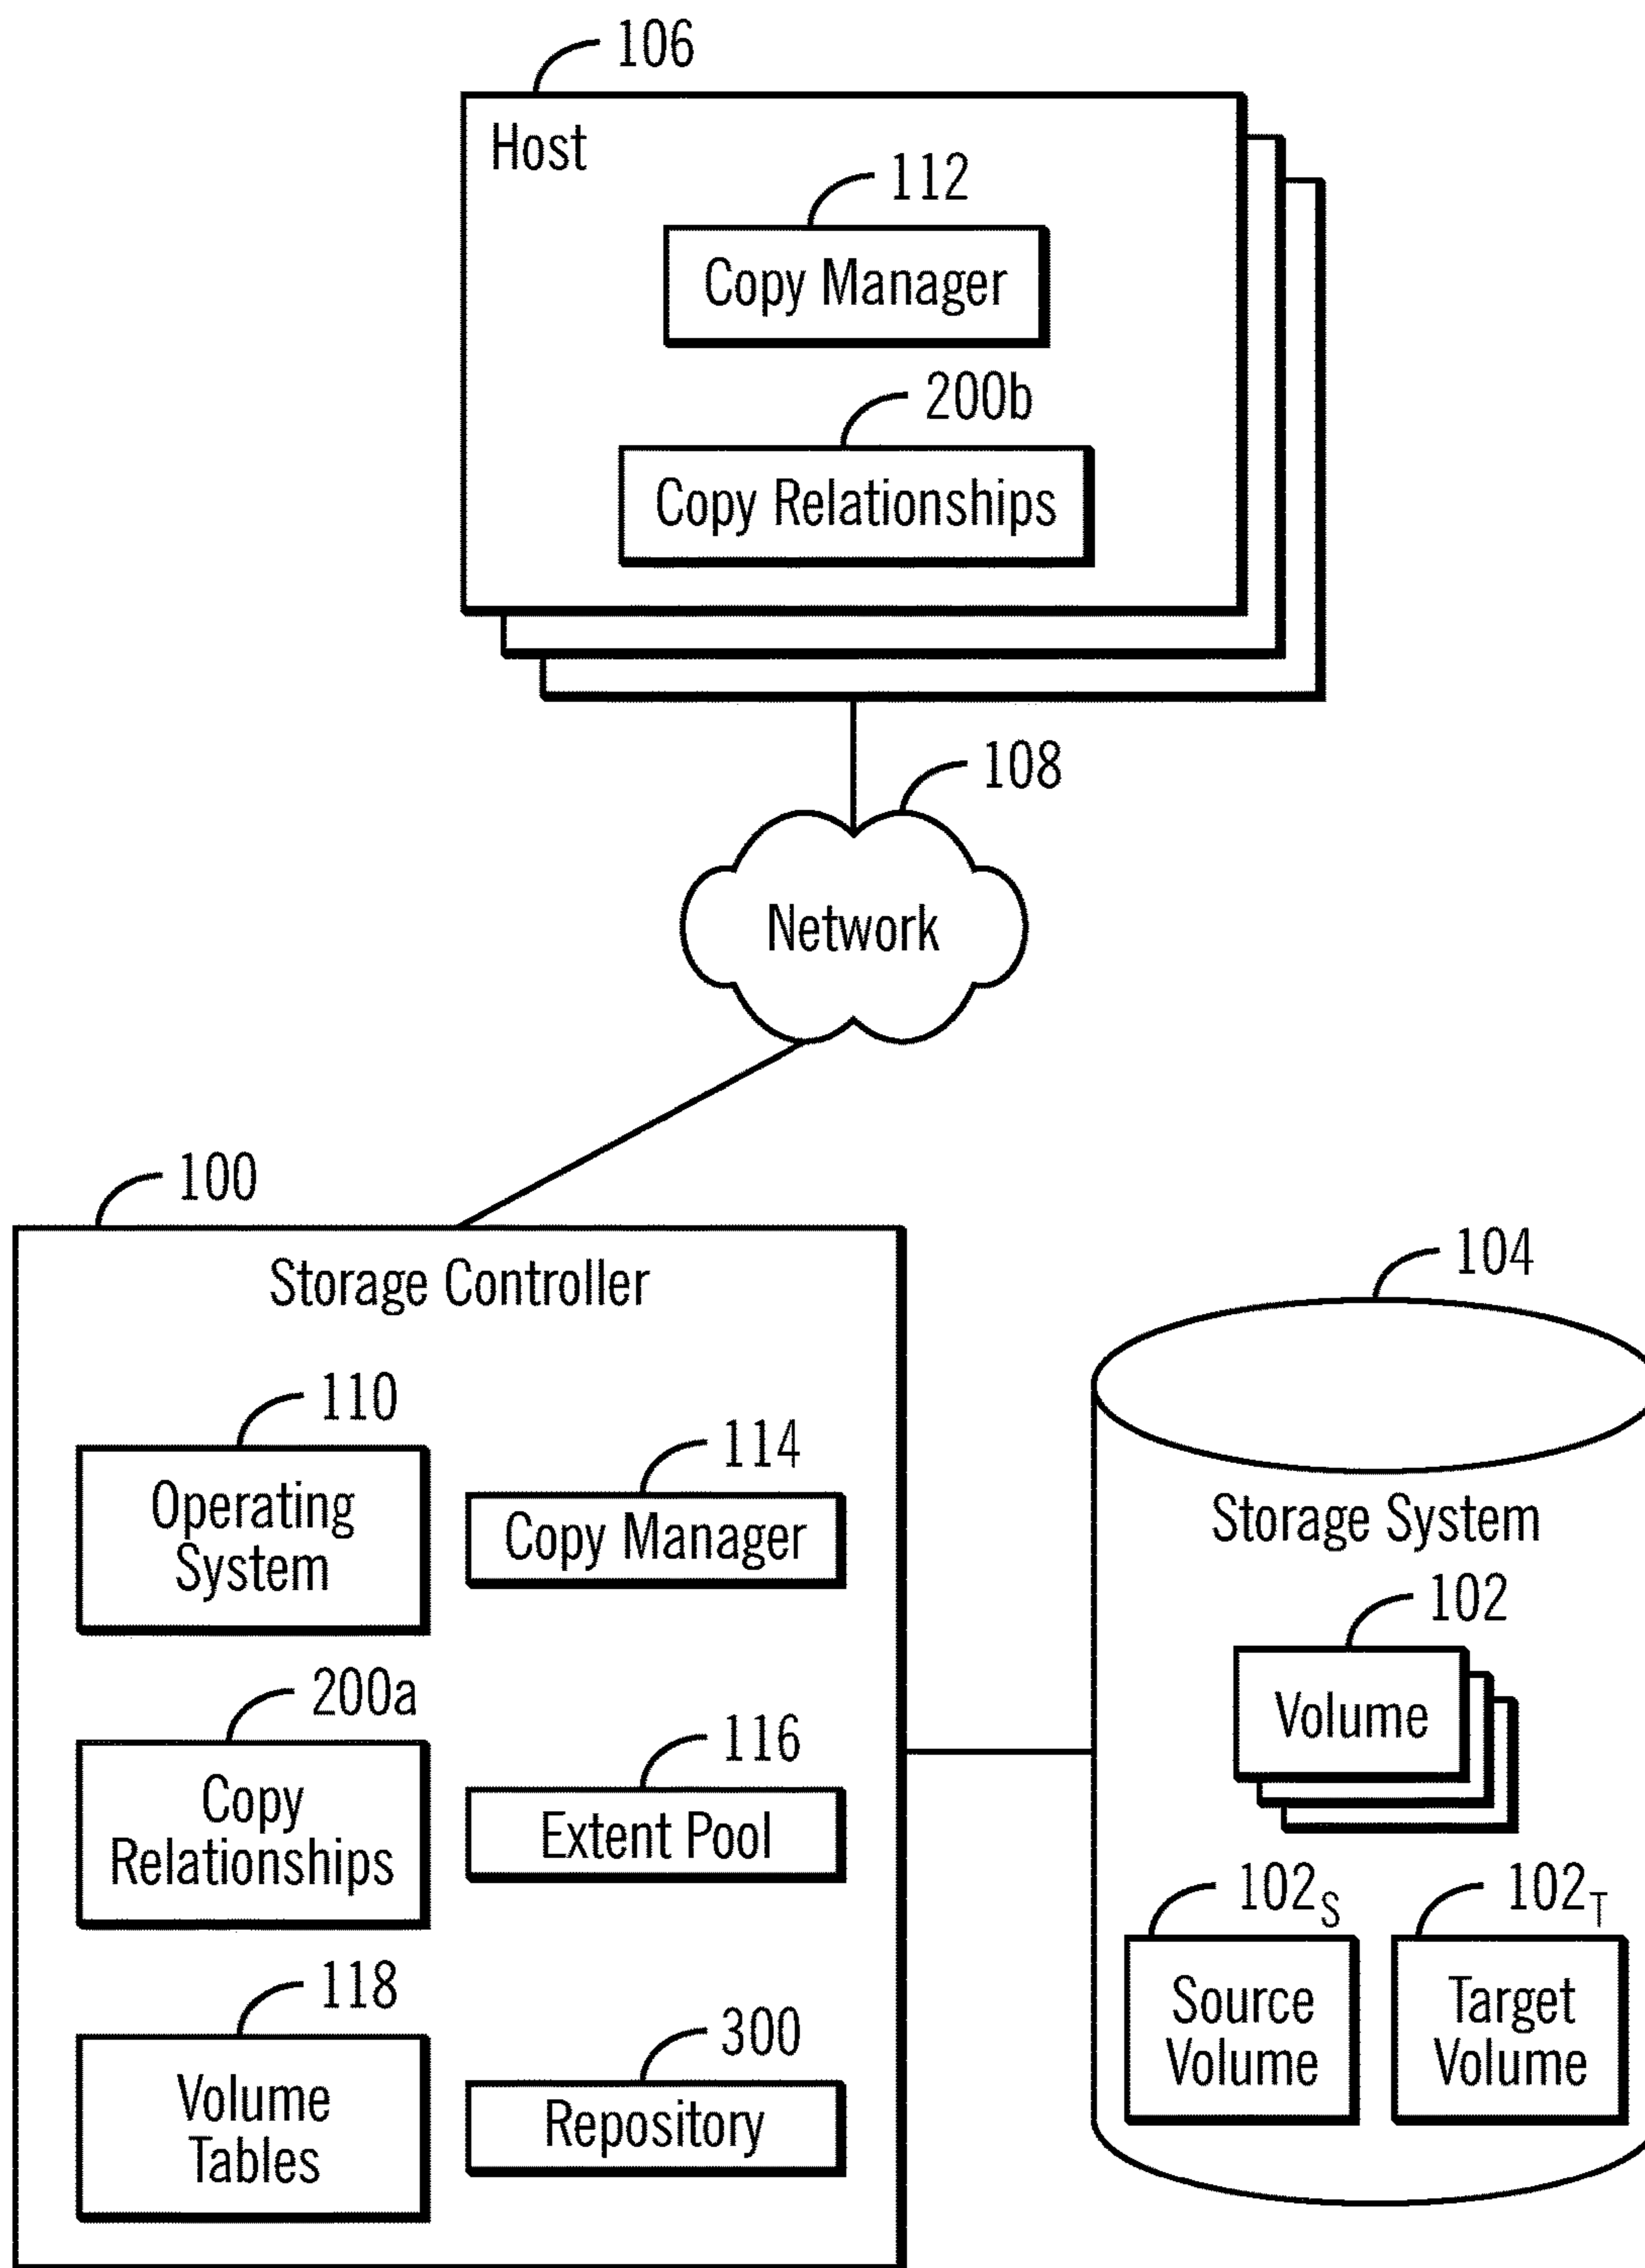 106
Host
112
Copy Manager
200b
Copy Relationships
108
Network
100
Storage Controller
110
Operating
System
114
Copy Manager
200a
Copy
Relationships
116
Extent Pool
118
Volume
Tables
300
Repository
104
Storage System
102
Volume
102S
Source
Volume
102T
Target
Volume